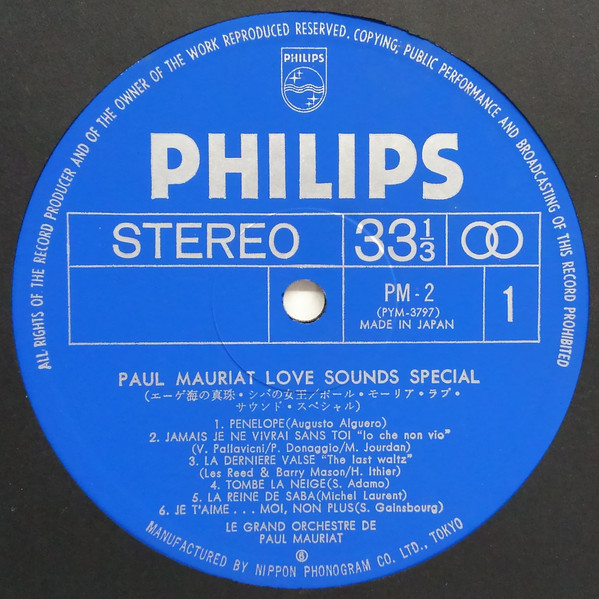 ALL RIGHTS OF THE RECORD PRODUCER AND OF THE OWNER OF THE WORK REPRODUCED RESERVED. COPYING, PUBLIC PERFORMANCE AND BROADCASTING OF THIS RECORD PROHIBITED
PHILIPS
PHILIPS
STEREO 33 1/3
PM-2
(PYM-3797)
MADE IN JAPAN
1
PAUL MAURIAT LOVE SOUNDS SPECIAL
(エーゲ海の真珠・シバの女王/ポール・モーリア・ラブ・
サウンド・スペシャル)
1. PENELOPE(Augusto Alguero)
2. JAMAIS JE NE VIVRAI SANS TOI "Io che non vio"
(V. Pallavicni/P. Donaggio/M. Jourdan)
3. LA DERNIERE VALSE "The last waltz"
(Les Reed & Barry Mason/H. Ithier)
4. TOMBE LA NEIGE(S. Adamo)
5. LA REINE DE SABA(Michel Laurent)
6. JE T'AIME... MOI, NON PLUS(S. Gainsbourg)
LE GRAND ORCHESTRE DE
PAUL MAURIAT
⑥
MANUFACTURED BY NIPPON PHONOGRAM CO. LTD., TOKYO